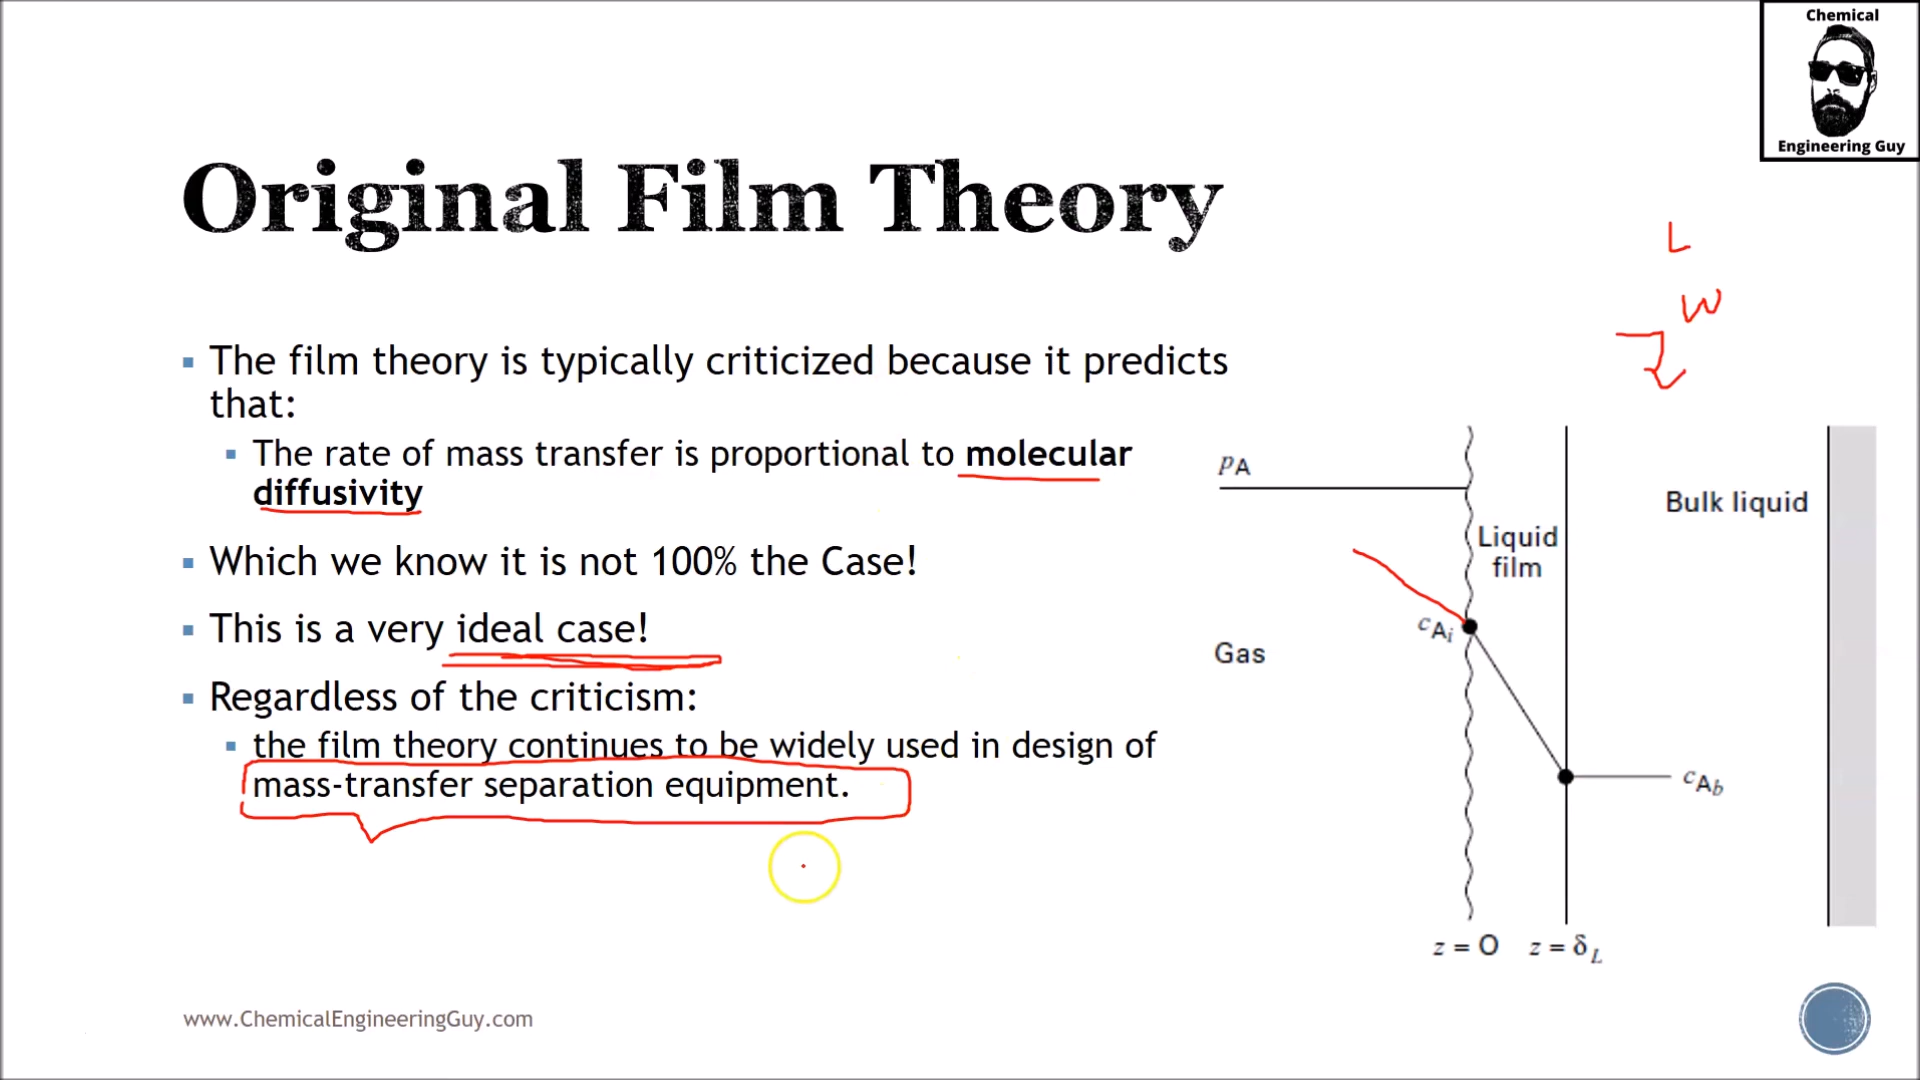 Chemical
Engineering Guy
Original Film Theory
L
W
The film theory is typically criticized because it predicts
that:
The rate of mass transfer is proportional to molecular
diffusivity
Which we know it is not 100% the Case!
This is a very ideal case!
Regardless of the criticism:
the film theory continues to be widely used in design of
mass-transfer separation equipment.
pA
Liquid
film
Bulk liquid
cAi
Gas
cAb
z = 0
z = δL
www.ChemicalEngineeringGuy.com